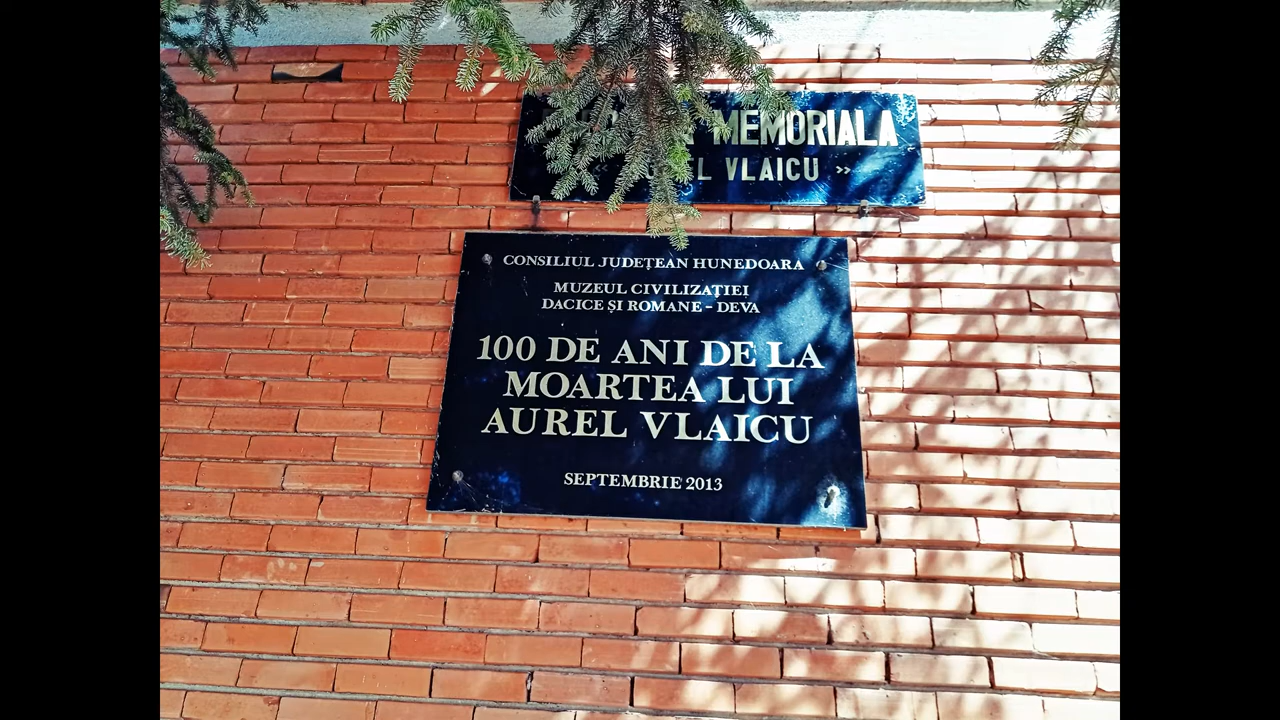 MEMORIALA
VLAICU »
CONSILIUL JUDEȚEAN HUNEDOARA
MUZEUL CIVILIZAȚIEI
DACICE ȘI ROMANE - DEVA
100 DE ANI DE LA
MOARTEA LUI
AUREL VLAICU
SEPTEMBRIE 2013